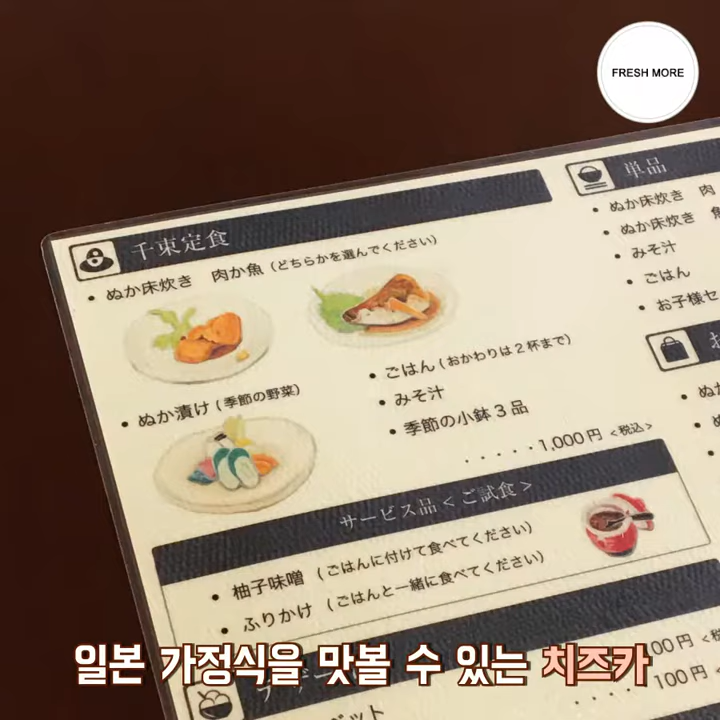 FRESH MORE
千束定食
• ぬか床炊き 肉か魚(どちらかを選んでください)
• ぬか漬け(季節の野菜)
• ごはん(おかわりは2杯まで)
• みそ汁
• 季節の小鉢3品
・・・・・1,000円<税込>
サービス品<ご試食>
• 柚子味噌 (ごはんに付けて食べてください)
• ふりかけ (ごはんと一緒に食べてください)
単品
• ぬか床炊き 肉
• ぬか床炊き
• みそ汁
• ごはん
• お子様セ
00円
100円
일본 가정식을 맛볼 수 있는 치즈카